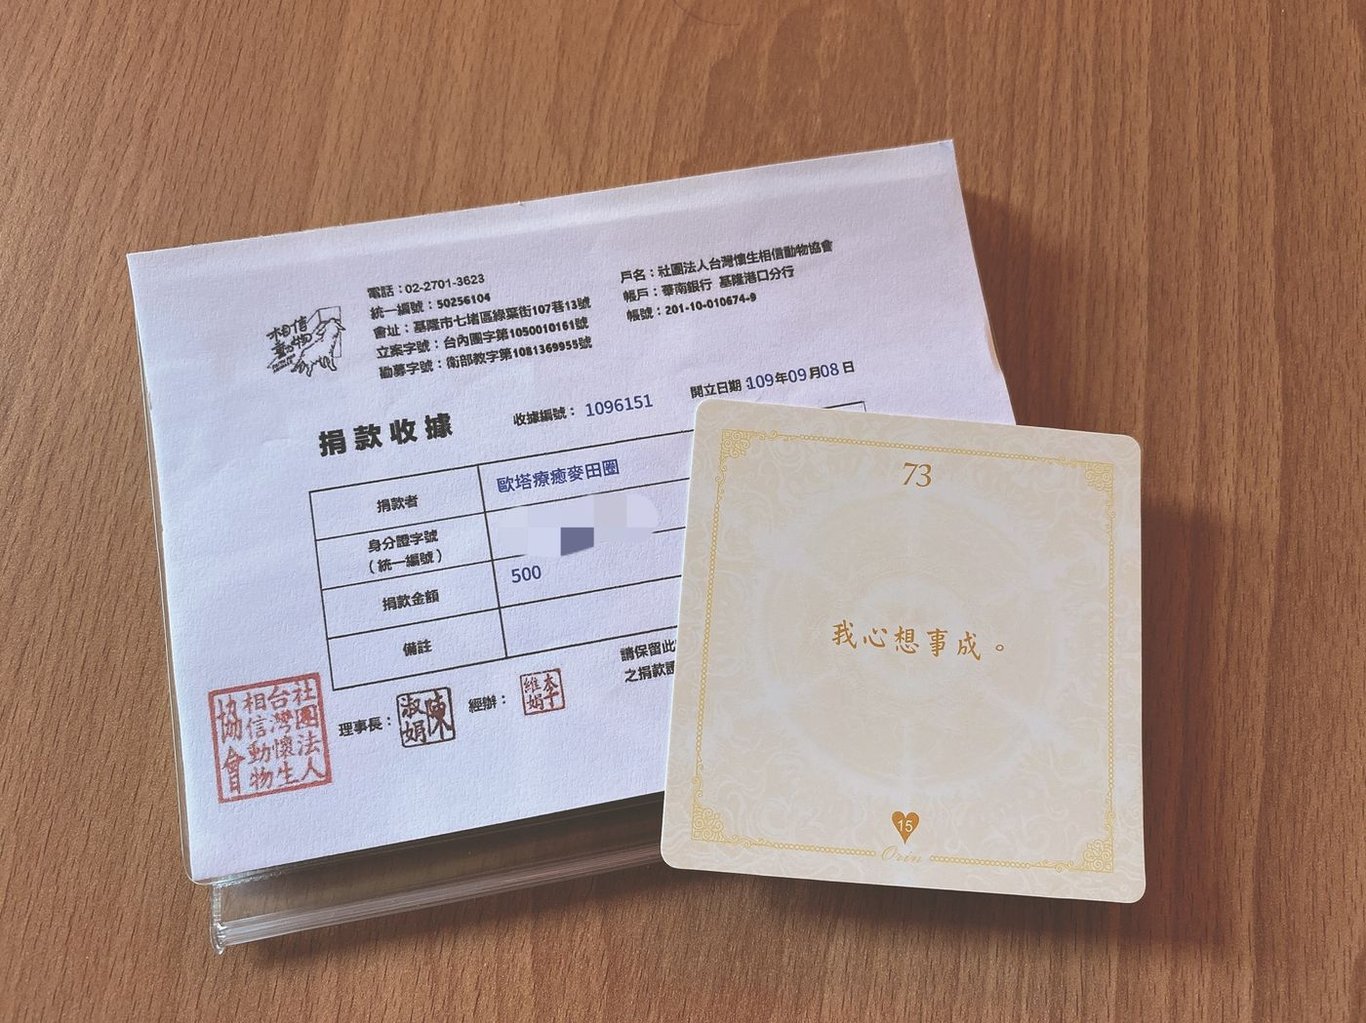 相信
動物
電話：02-2701-3623
統一編號：50256104
會址：基隆市七堵區綠葉街107巷13號
立案字號：台內團字第1050010161號
勸募字號：衛部救字第1081369955號
戶名：社團法人台灣懷生相信動物協會
帳戶：華南銀行 基隆港口分行
帳號：201-10-010674-9
捐款收據
收據編號： 1096151
開立日期：109年09月08日
捐款者
歐塔療癒麥田圈
身分證字號
（統一編號）
捐款金額
500
備註
請保留此
之捐款
社團法人
台灣懷生
相信動物
協會
理事長：
陳淑娟
經辦：
李維娟
73
我心想事成。
15
Orin